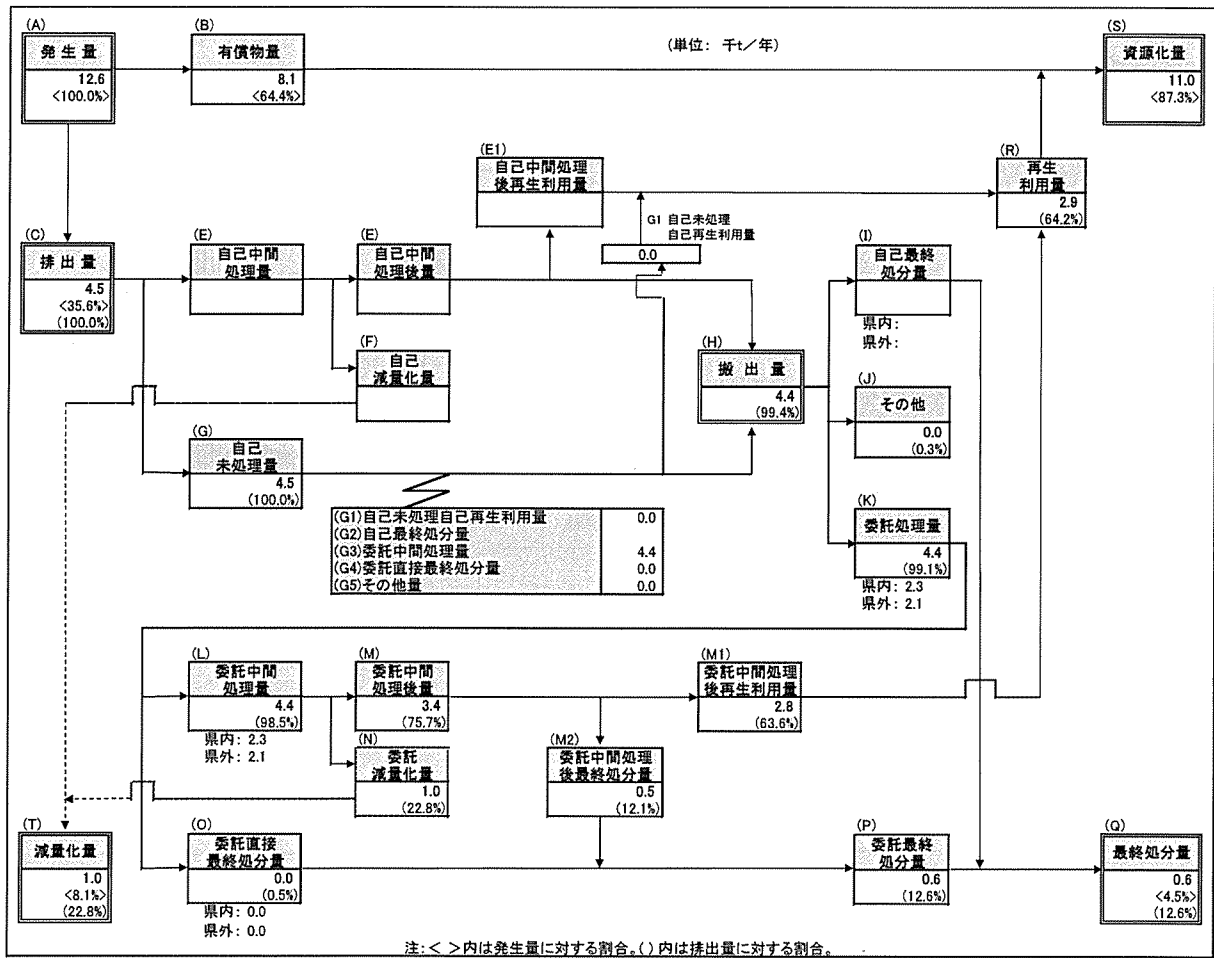 (A)
発生量
12.6
<100.0%>
(B)
有償物量
8.1
<64.4%>
(単位: 千t/年)
(S)
資源化量
11.0
<87.3%>
(E1)
自己中間処理
後再生利用量
(R)
再生
利用量
2.9
(64.2%)
G1 自己未処理
自己再生利用量
0.0
(C)
排出量
4.5
<35.6%>
(100.0%)
(E)
自己中間
処理量
(E)
自己中間
処理後量
(I)
自己最終
処分量
県内:
県外:
(F)
自己
減量化量
(H)
搬出量
4.4
(99.4%)
(J)
その他
0.0
(0.3%)
(G)
自己
未処理量
4.5
(100.0%)
(G1)自己未処理自己再生利用量 0.0
(G2)自己最終処分量
(G3)委託中間処理量 4.4
(G4)委託直接最終処分量 0.0
(G5)その他量 0.0
(K)
委託処理量
4.4
(99.1%)
県内: 2.3
県外: 2.1
(L)
委託中間
処理量
4.4
(98.5%)
県内: 2.3
県外: 2.1
(M)
委託中間
処理後量
3.4
(75.7%)
(M1)
委託中間処理
後再生利用量
2.8
(63.6%)
(N)
委託
減量化量
1.0
(22.8%)
(M2)
委託中間処理
後最終処分量
0.5
(12.1%)
(T)
減量化量
1.0
<8.1%>
(22.8%)
(O)
委託直接
最終処分量
0.0
(0.5%)
県内: 0.0
県外: 0.0
(P)
委託最終
処分量
0.6
(12.6%)
(Q)
最終処分量
0.6
<4.5%>
(12.6%)
注:< >内は発生量に対する割合。( )内は排出量に対する割合。